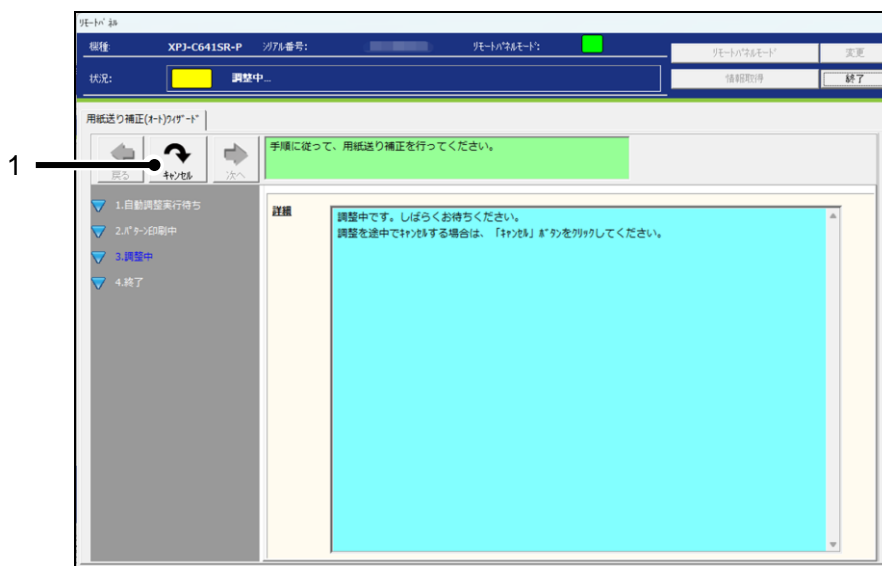 ﾘﾓｰﾄﾊﾟﾈﾙ
機種: XPJ-C641SR-P ｼﾘｱﾙ番号: ﾘﾓｰﾄﾊﾟﾈﾙﾓｰﾄﾞ:
ﾘﾓｰﾄﾊﾟﾈﾙﾓｰﾄﾞ 変更
状況: 調整中...
情報取得 終了
用紙送り補正(ｵｰﾄ)ｳｨｻﾞｰﾄﾞ
戻る ｷｬﾝｾﾙ 次へ
手順に従って、用紙送り補正を行ってください。
1
1.自動調整実行待ち
2.ﾊﾟﾀｰﾝ印刷中
3.調整中
4.終了
詳細
調整中です。しばらくお待ちください。
調整を途中でｷｬﾝｾﾙする場合は、「ｷｬﾝｾﾙ」ﾎﾞﾀﾝをｸﾘｯｸしてください。